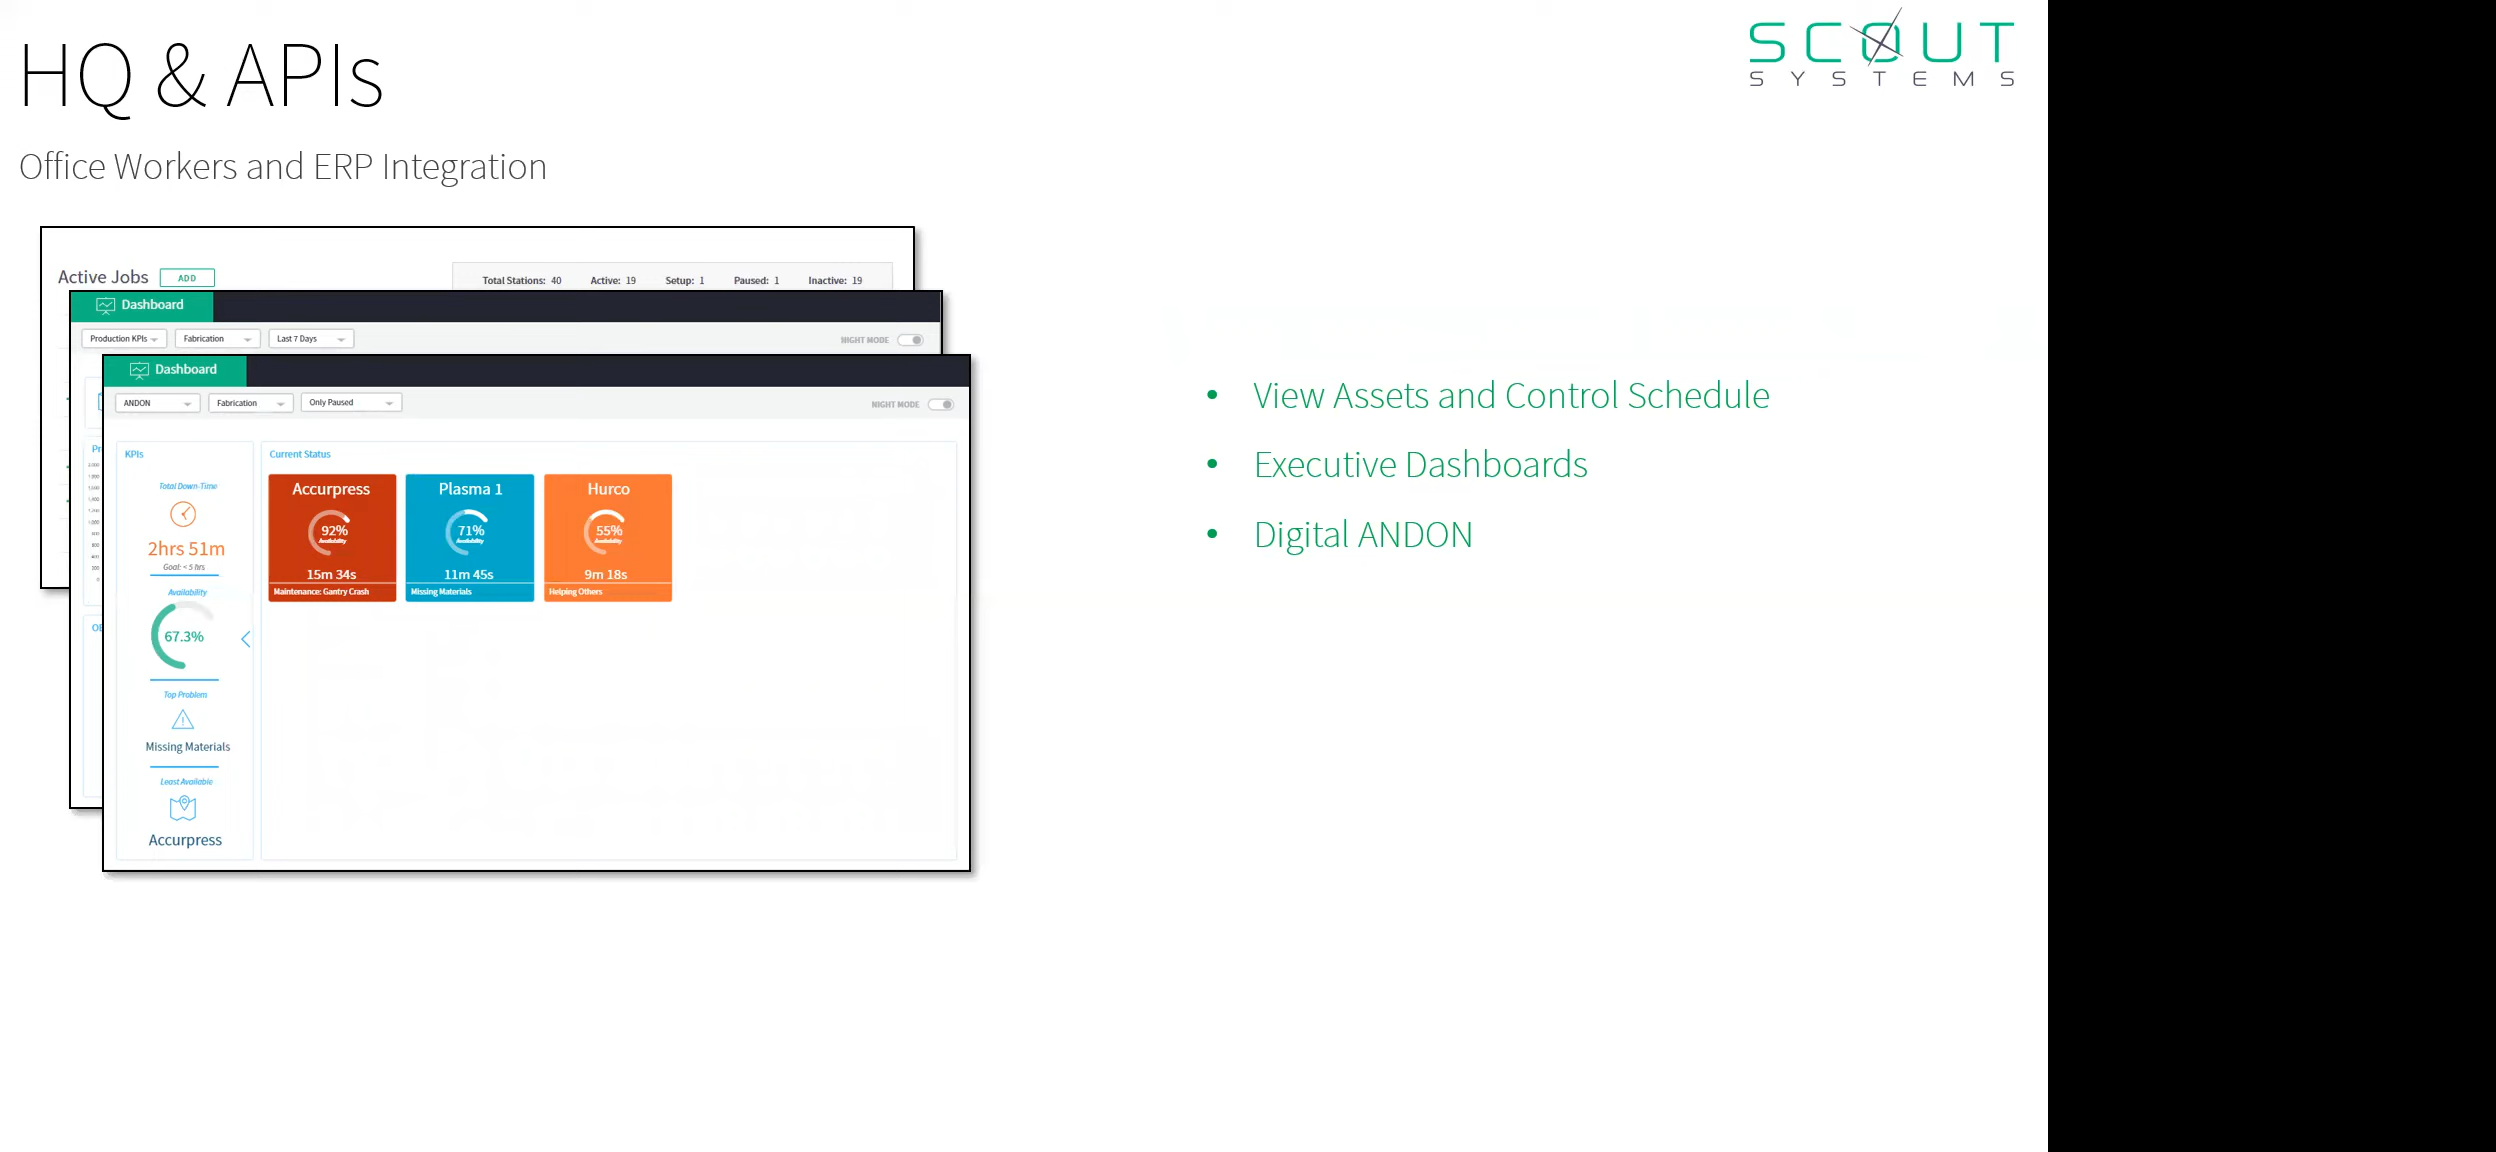 HQ & APIs
SCOUT
SYSTEMS
Office Workers and ERP Integration
Active Jobs
ADD
Total Stations: 40 Active: 19 Setup: 1 Paused: 1 Inactive: 19
Dashboard
Production KPIs
Fabrication
Last 7 Days
NIGHT MODE
Dashboard
ANDON
Fabrication
Only Paused
NIGHT MODE
KPIs
Total Down-Time
2hrs 51m
Goal: < 5 hrs
Availability
67.3%
Top Problem
Missing Materials
Least Available
Accurpress
Current Status
Accurpress
92%
Availability
15m 34s
Maintenance: Gantry Crash
Plasma 1
71%
Availability
11m 45s
Missing Materials
Hurco
55%
Availability
9m 18s
Helping Others
• View Assets and Control Schedule
• Executive Dashboards
• Digital ANDON